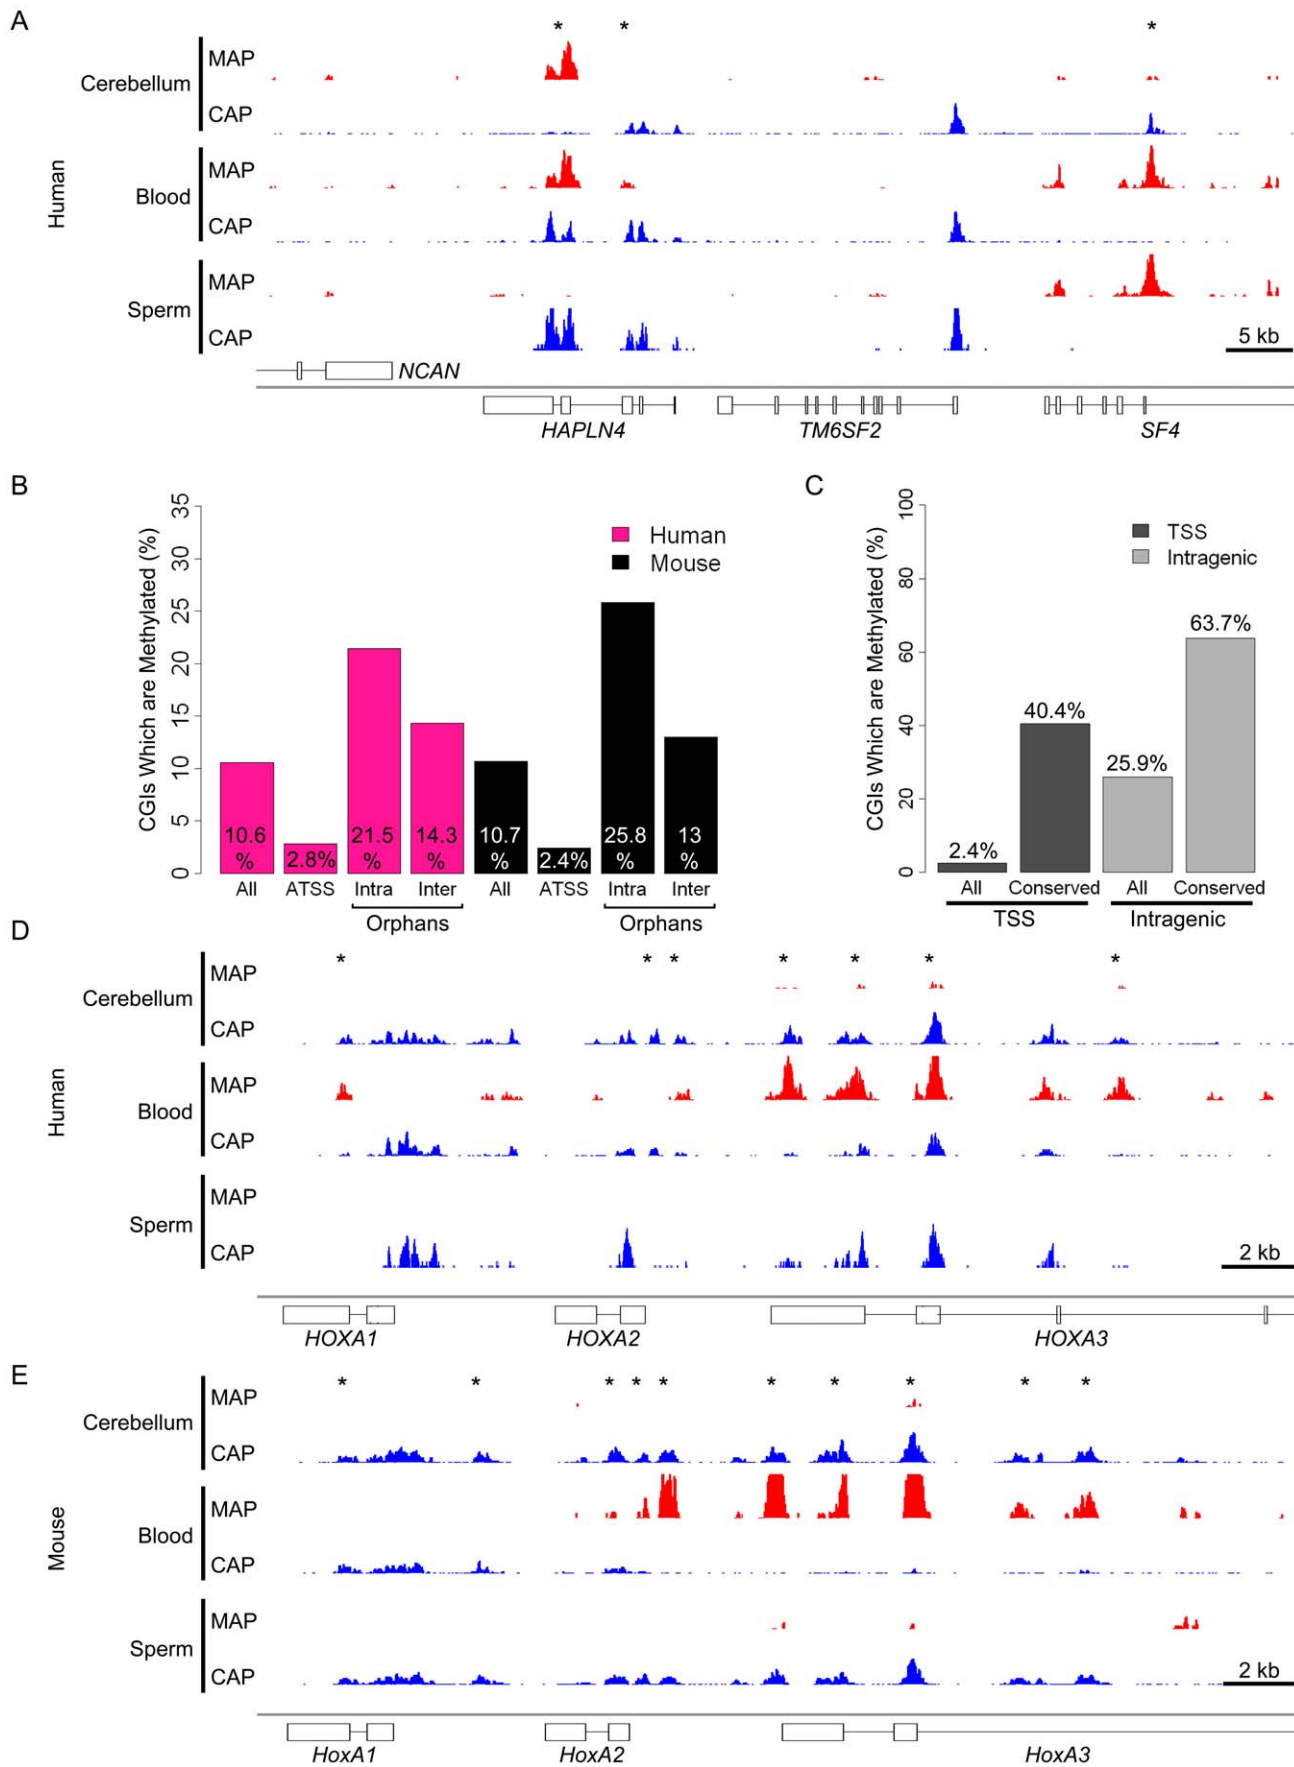 A
* * *
Human
Cerebellum
MAP
CAP
Blood
MAP
CAP
Sperm
MAP
CAP
5 kb
NCAN
HAPLN4 TM6SF2 SF4
B
CGIs Which are Methylated (%)
35
30
25
20
15
10
5
0
Human
Mouse
10.6 %
2.8%
21.5 %
14.3 %
10.7 %
2.4%
25.8 %
13 %
All ATSS Intra Inter All ATSS Intra Inter
Orphans Orphans
C
CGIs Which are Methylated (%)
100
80
60
40
20
0
TSS
Intragenic
2.4%
40.4%
25.9%
63.7%
All Conserved All Conserved
TSS Intragenic
D
* * * * * * *
Human
Cerebellum
MAP
CAP
Blood
MAP
CAP
Sperm
MAP
CAP
2 kb
HOXA1 HOXA2 HOXA3
E
* * * * * * * * * *
Mouse
Cerebellum
MAP
CAP
Blood
MAP
CAP
Sperm
MAP
CAP
2 kb
HoxA1 HoxA2 HoxA3